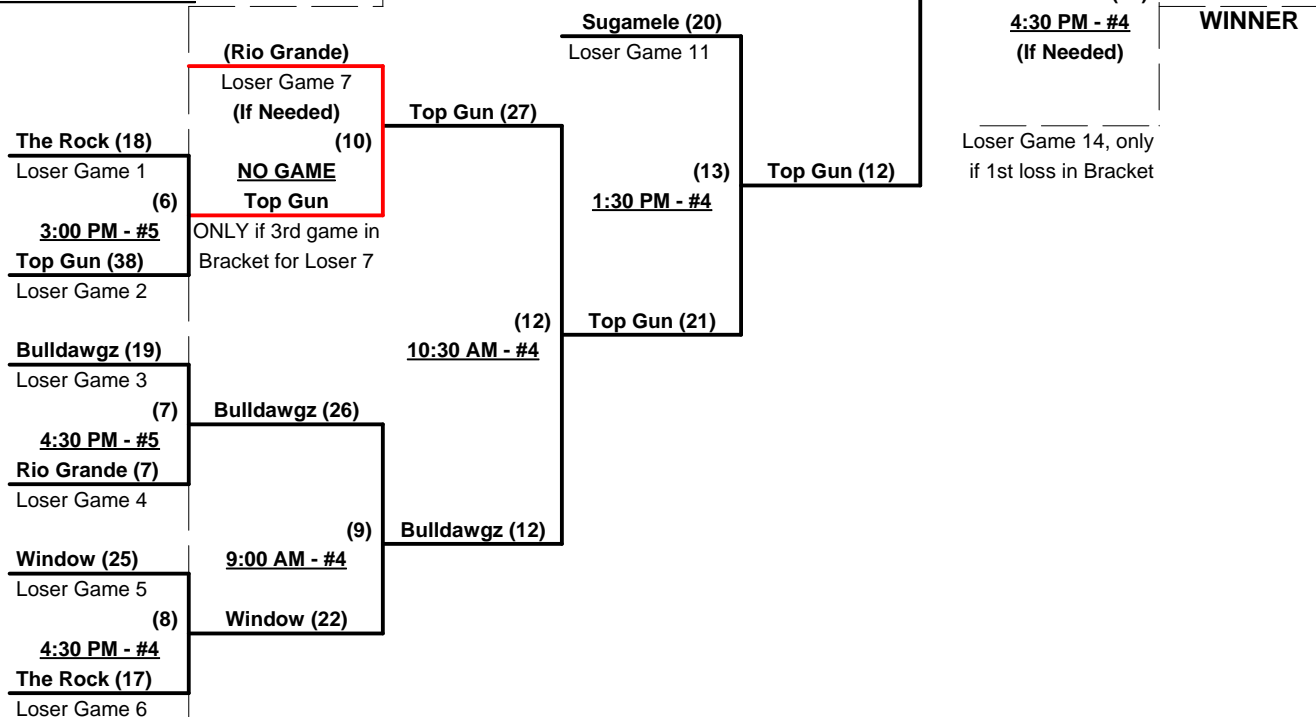 Sugamele (20)
4:30 PM - #4
WINNER
(Rio Grande)
Loser Game 11
(If Needed)
Loser Game 7
(If Needed)
Top Gun (27)
The Rock (18)
(10)
Loser Game 14, only
Loser Game 1
NO GAME
(13)
Top Gun (12)
if 1st loss in Bracket
(6)
Top Gun
1:30 PM - #4
3:00 PM - #5
ONLY if 3rd game in
Top Gun (38)
Bracket for Loser 7
Loser Game 2
(12)
Top Gun (21)
Bulldawgz (19)
10:30 AM - #4
Loser Game 3
(7)
Bulldawgz (26)
4:30 PM - #5
Rio Grande (7)
Loser Game 4
(9)
Bulldawgz (12)
Window (25)
9:00 AM - #4
Loser Game 5
(8)
Window (22)
4:30 PM - #4
The Rock (17)
Loser Game 6